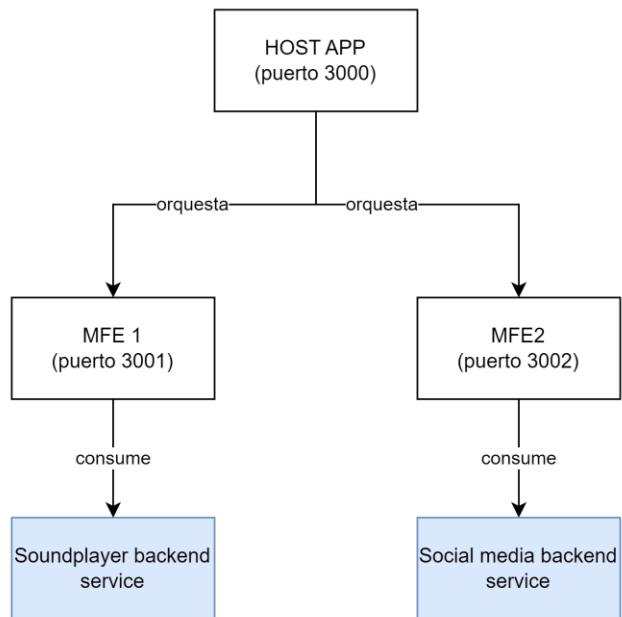 HOST APP
(puerto 3000)
orquesta
orquesta
MFE 1
(puerto 3001)
MFE2
(puerto 3002)
consume
consume
Soundplayer backend
service
Social media backend
service